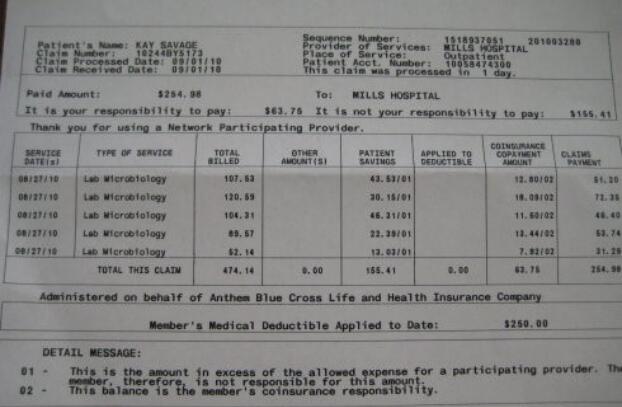 Patient's Name: KAY SAVAGE
Claim Number: 10244BY5173
Claim Processed Date: 09/01/10
Claim Received Date: 09/01/10
Sequence Number: 1518937051 201003280
Provider of Services: MILLS HOSPITAL
Place of Service: Outpatient
Patient Acct. Number: 10058474300
This claim was processed in 1 day.
Paid Amount: $254.98 To: MILLS HOSPITAL
It is your responsibility to pay: $63.75 It is not your responsibility to pay: $155.41
Thank you for using a Network Participating Provider.
SERVICE DATE(s) TYPE OF SERVICE TOTAL BILLED OTHER AMOUNT(S) PATIENT SAVINGS APPLIED TO DEDUCTIBLE COINSURANCE COPAYMENT AMOUNT CLAIMS PAYMENT
08/27/10 Lab Microbiology 107.53 43.53/01 12.80/02 51.20
08/27/10 Lab Microbiology 120.59 30.15/01 18.09/02 72.35
08/27/10 Lab Microbiology 104.31 46.31/01 11.60/02 46.40
08/27/10 Lab Microbiology 89.57 22.39/01 13.44/02 53.74
08/27/10 Lab Microbiology 52.14 13.03/01 7.82/02 31.29
TOTAL THIS CLAIM 474.14 0.00 155.41 0.00 63.75 254.98
Administered on behalf of Anthem Blue Cross Life and Health Insurance Company
Member's Medical Deductible Applied to Date: $250.00
DETAIL MESSAGE:
01 - This is the amount in excess of the allowed expense for a participating provider. The
member, therefore, is not responsible for this amount.
02 - This balance is the member's coinsurance responsibility.